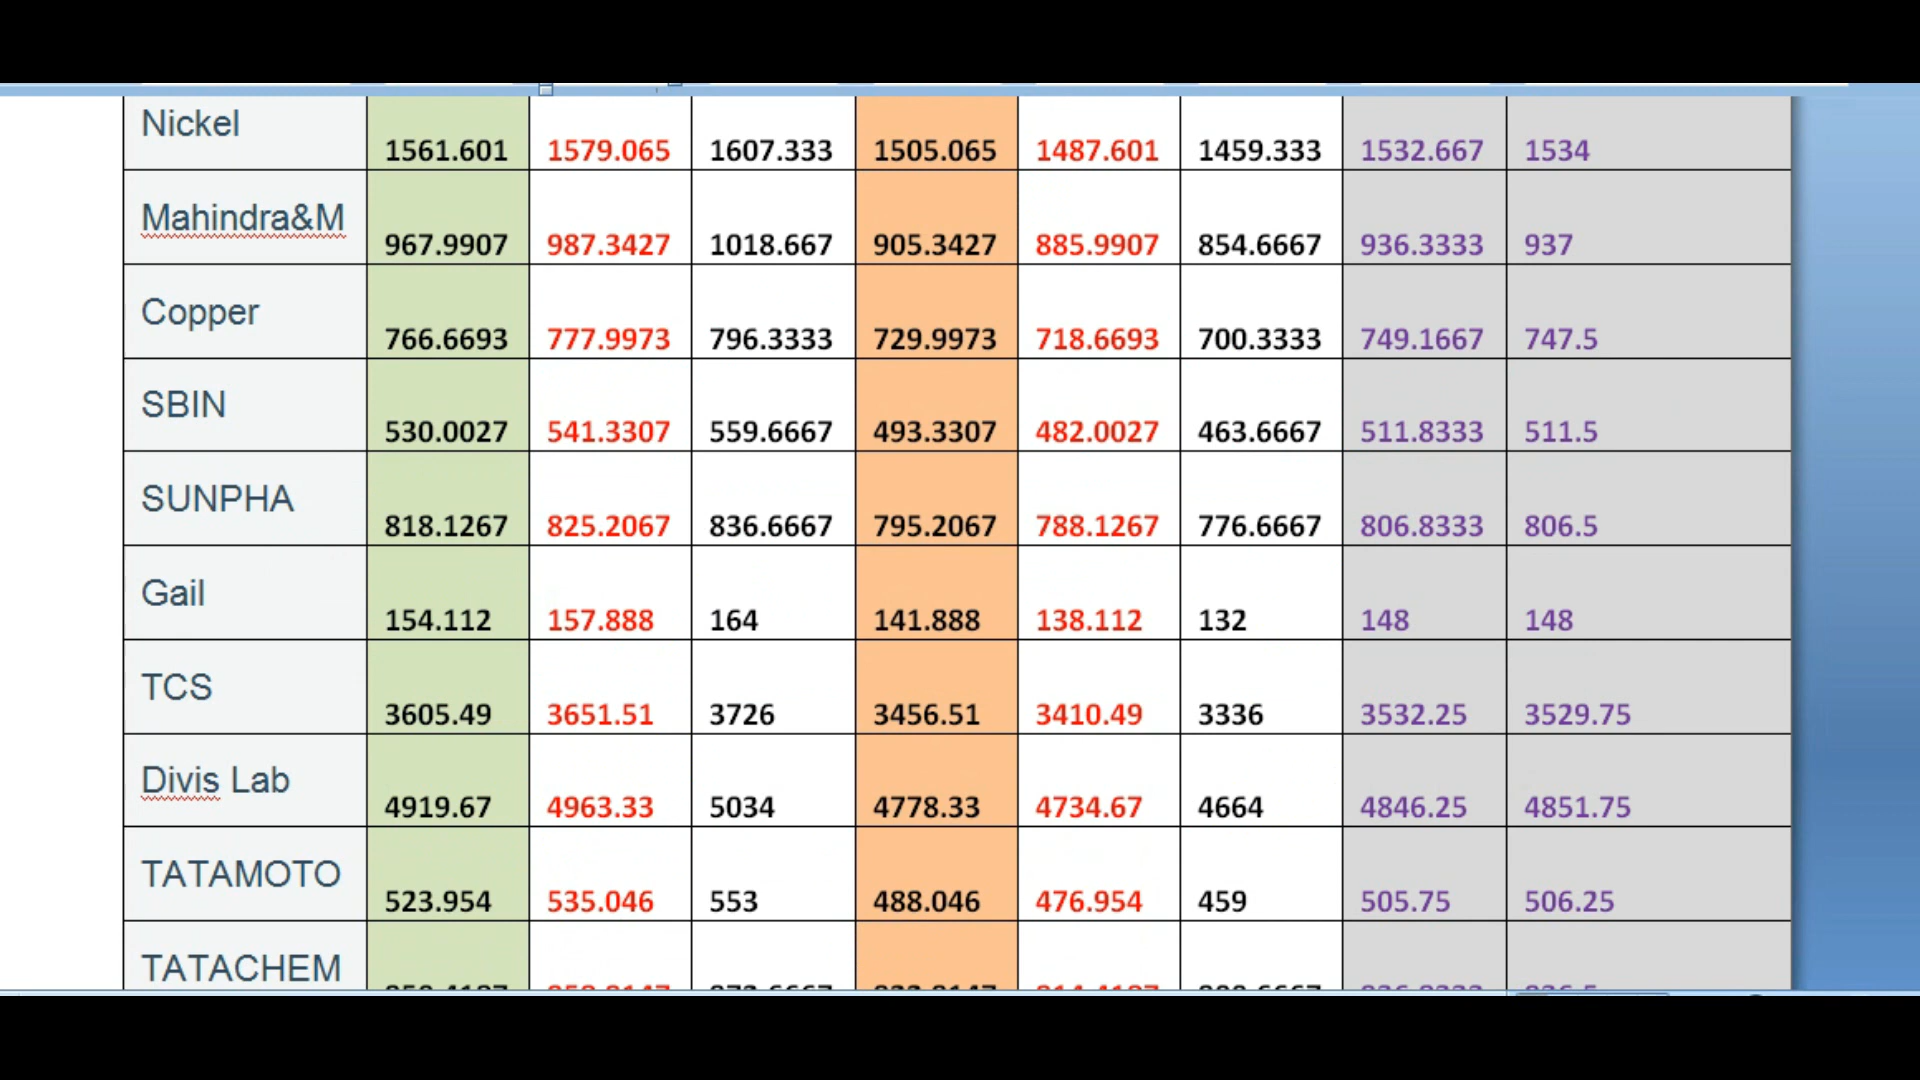 Nickel 1561.601 1579.065 1607.333 1505.065 1487.601 1459.333 1532.667 1534
Mahindra&M 967.9907 987.3427 1018.667 905.3427 885.9907 854.6667 936.3333 937
Copper 766.6693 777.9973 796.3333 729.9973 718.6693 700.3333 749.1667 747.5
SBIN 530.0027 541.3307 559.6667 493.3307 482.0027 463.6667 511.8333 511.5
SUNPHA 818.1267 825.2067 836.6667 795.2067 788.1267 776.6667 806.8333 806.5
Gail 154.112 157.888 164 141.888 138.112 132 148 148
TCS 3605.49 3651.51 3726 3456.51 3410.49 3336 3532.25 3529.75
Divis Lab 4919.67 4963.33 5034 4778.33 4734.67 4664 4846.25 4851.75
TATAMOTO 523.954 535.046 553 488.046 476.954 459 505.75 506.25
TATACHEM